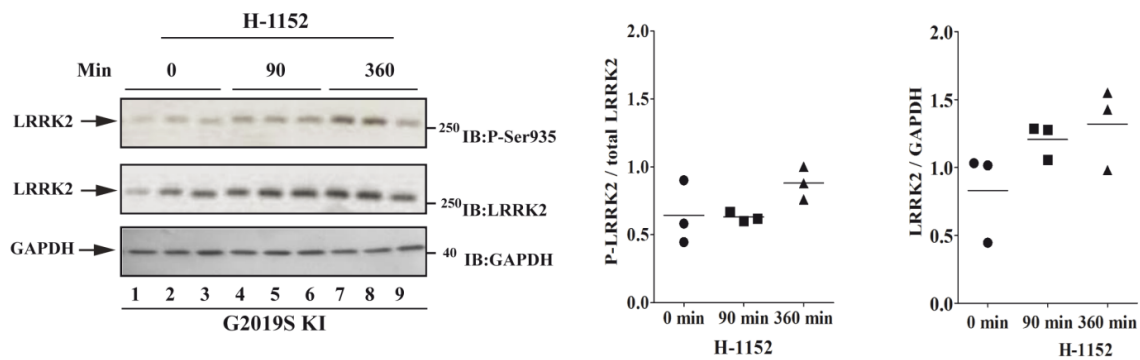 H-1152
Min 0 90 360
LRRK2 250 IB:P-Ser935
LRRK2 250 IB:LRRK2
GAPDH 40 IB:GAPDH
1 2 3 4 5 6 7 8 9
G2019S KI
P-LRRK2 / total LRRK2
2.0
1.5
1.0
0.5
0.0
0 min 90 min 360 min
H-1152
LRRK2 / GAPDH
2.0
1.5
1.0
0.5
0.0
0 min 90 min 360 min
H-1152